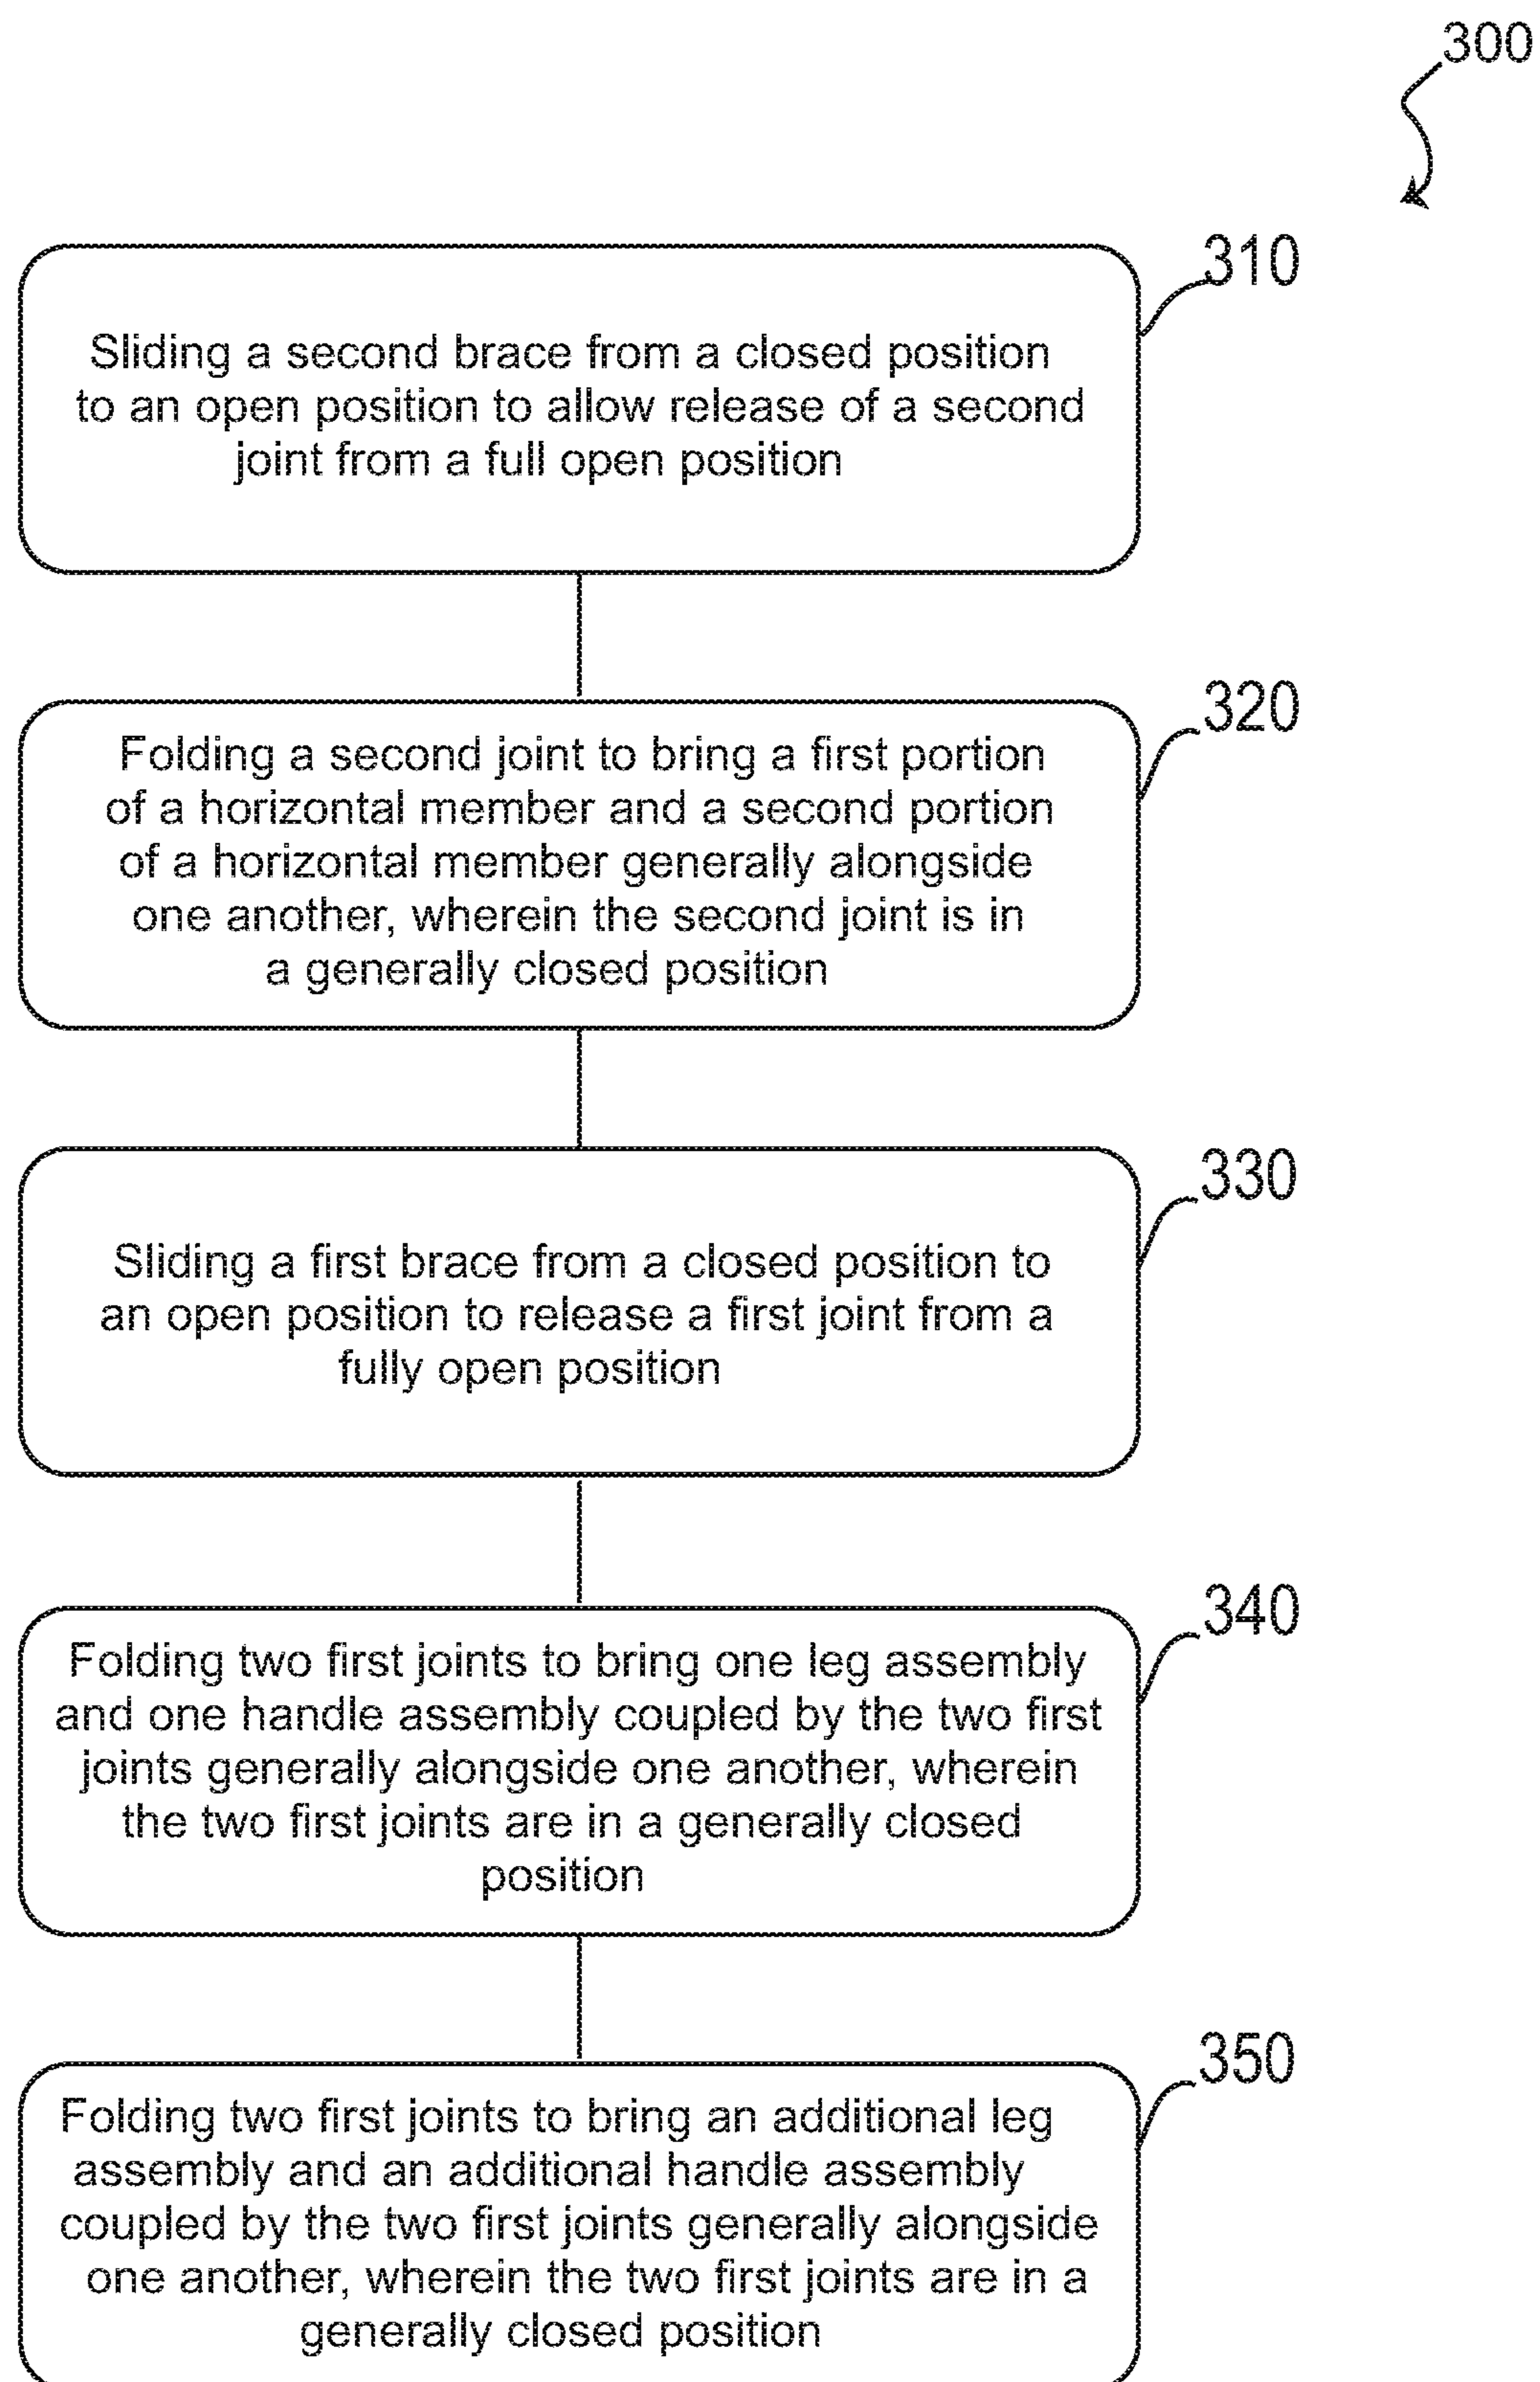 300
310
Sliding a second brace from a closed position
to an open position to allow release of a second
joint from a full open position
320
Folding a second joint to bring a first portion
of a horizontal member and a second portion
of a horizontal member generally alongside
one another, wherein the second joint is in
a generally closed position
330
Sliding a first brace from a closed position to
an open position to release a first joint from a
fully open position
340
Folding two first joints to bring one leg assembly
and one handle assembly coupled by the two first
joints generally alongside one another, wherein
the two first joints are in a generally closed
position
350
Folding two first joints to bring an additional leg
assembly and an additional handle assembly
coupled by the two first joints generally alongside
one another, wherein the two first joints are in a
generally closed position